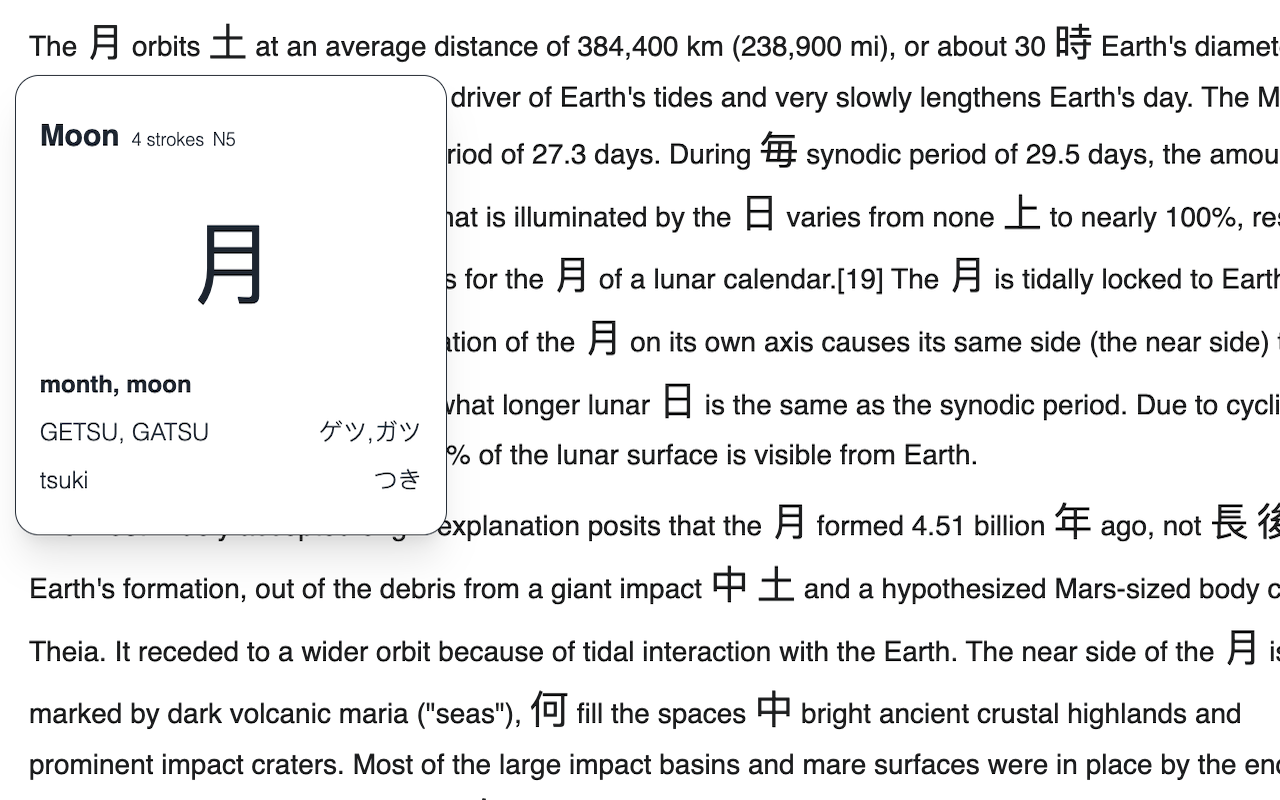 The 月 orbits 土 at an average distance of 384,400 km (238,900 mi), or about 30 時 Earth's
driver of Earth's tides and very slowly lengthens Earth's day. The
of 27.3 days. During 毎 synodic period of 29.5 days, the
is illuminated by the 日 varies from none 上 to nearly 100%,
for the 月 of a lunar calendar.[19] The 月 is tidally locked to
of the 月 on its own axis causes its same side (the near side)
longer lunar 日 is the same as the synodic period. Due to
% of the lunar surface is visible from Earth.
explanation posits that the 月 formed 4.51 billion 年 ago, not 長 後
Earth's formation, out of the debris from a giant impact 中 土 and a hypothesized Mars-sized body
Theia. It receded to a wider orbit because of tidal interaction with the Earth. The near side of the 月 is
marked by dark volcanic maria ("seas"), 何 fill the spaces 中 bright ancient crustal highlands and
prominent impact craters. Most of the large impact basins and mare surfaces were in place by the
Moon 4 strokes N5
月
month, moon
GETSU, GATSU ゲツ,ガツ
tsuki つき